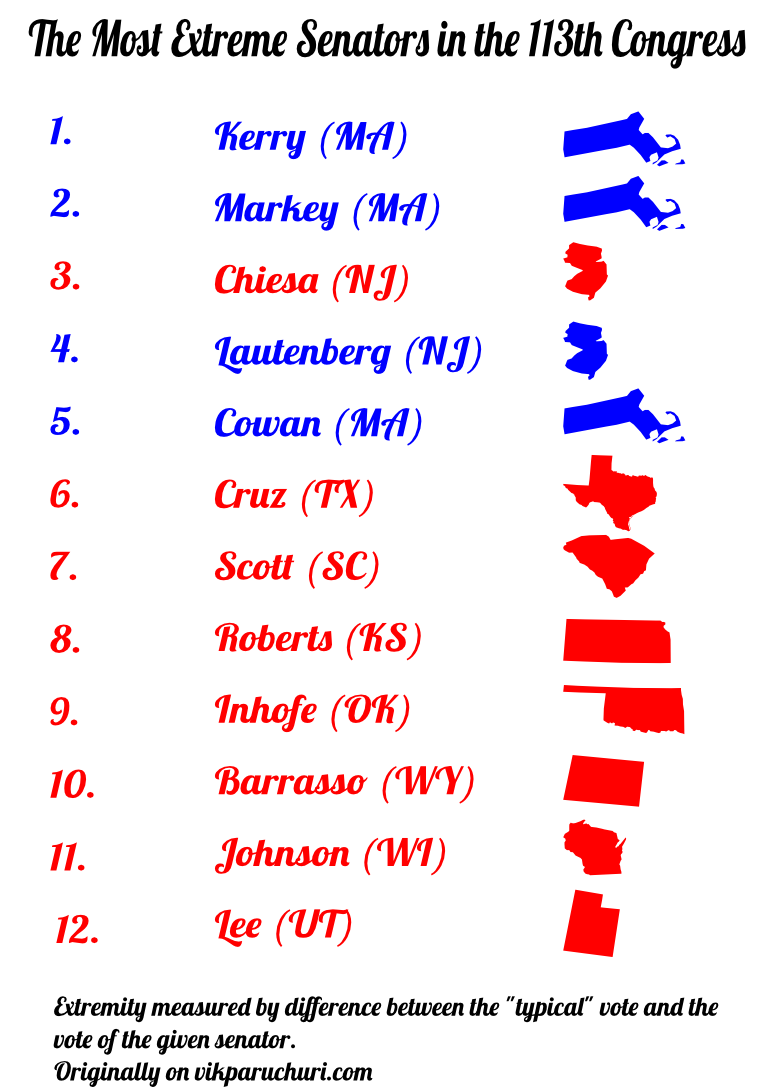 The Most Extreme Senators in the 113th Congress
1. Kerry (MA)
2. Markey (MA)
3. Chiesa (NJ)
4. Lautenberg (NJ)
5. Cowan (MA)
6. Cruz (TX)
7. Scott (SC)
8. Roberts (KS)
9. Inhofe (OK)
10. Barrasso (WY)
11. Johnson (WI)
12. Lee (UT)
Extremity measured by difference between the "typical" vote and the
vote of the given senator.
Originally on vikparuchuri.com